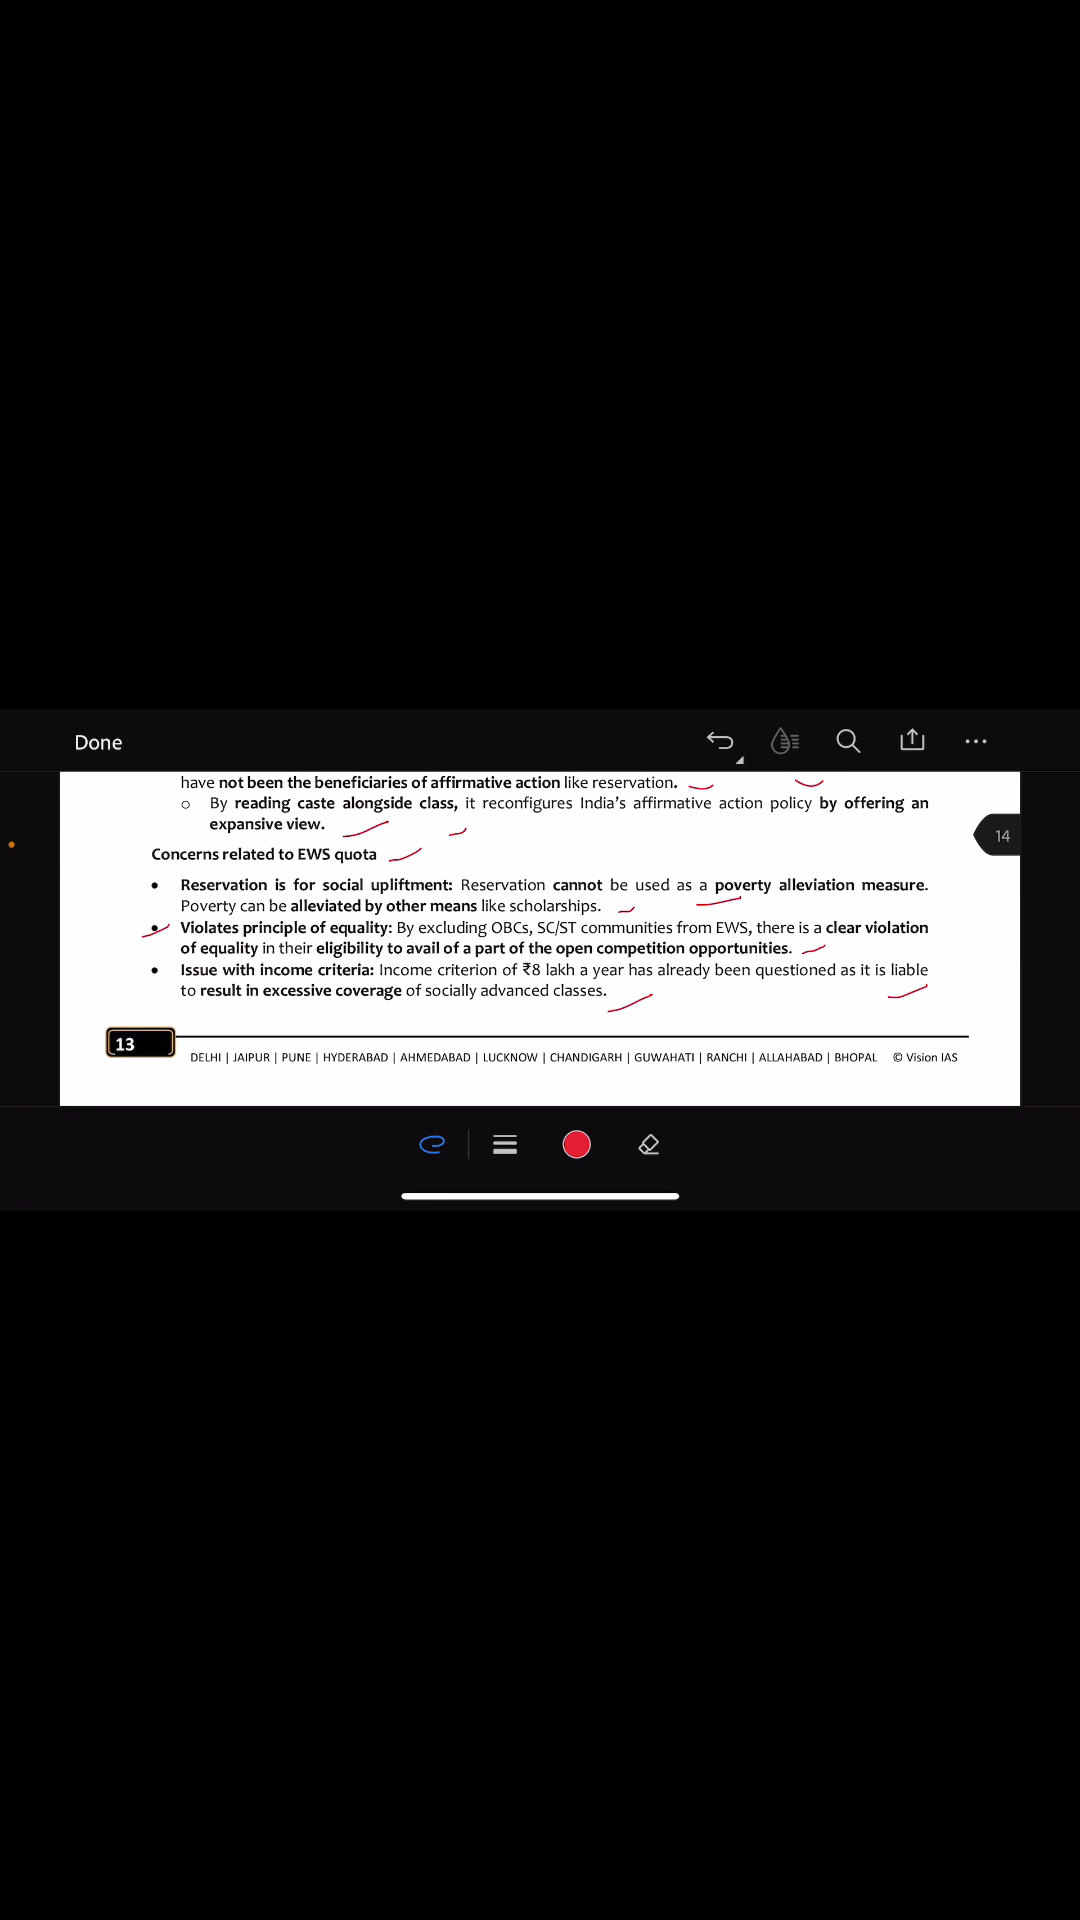 Done
have not been the beneficiaries of affirmative action like reservation.
o By reading caste alongside class, it reconfigures India's affirmative action policy by offering an
expansive view.
14
Concerns related to EWS quota
• Reservation is for social upliftment: Reservation cannot be used as a poverty alleviation measure.
Poverty can be alleviated by other means like scholarships.
• Violates principle of equality: By excluding OBCs, SC/ST communities from EWS, there is a clear violation
of equality in their eligibility to avail of a part of the open competition opportunities.
• Issue with income criteria: Income criterion of ₹8 lakh a year has already been questioned as it is liable
to result in excessive coverage of socially advanced classes.
13
DELHI | JAIPUR | PUNE | HYDERABAD | AHMEDABAD | LUCKNOW | CHANDIGARH | GUWAHATI | RANCHI | ALLAHABAD | BHOPAL © Vision IAS